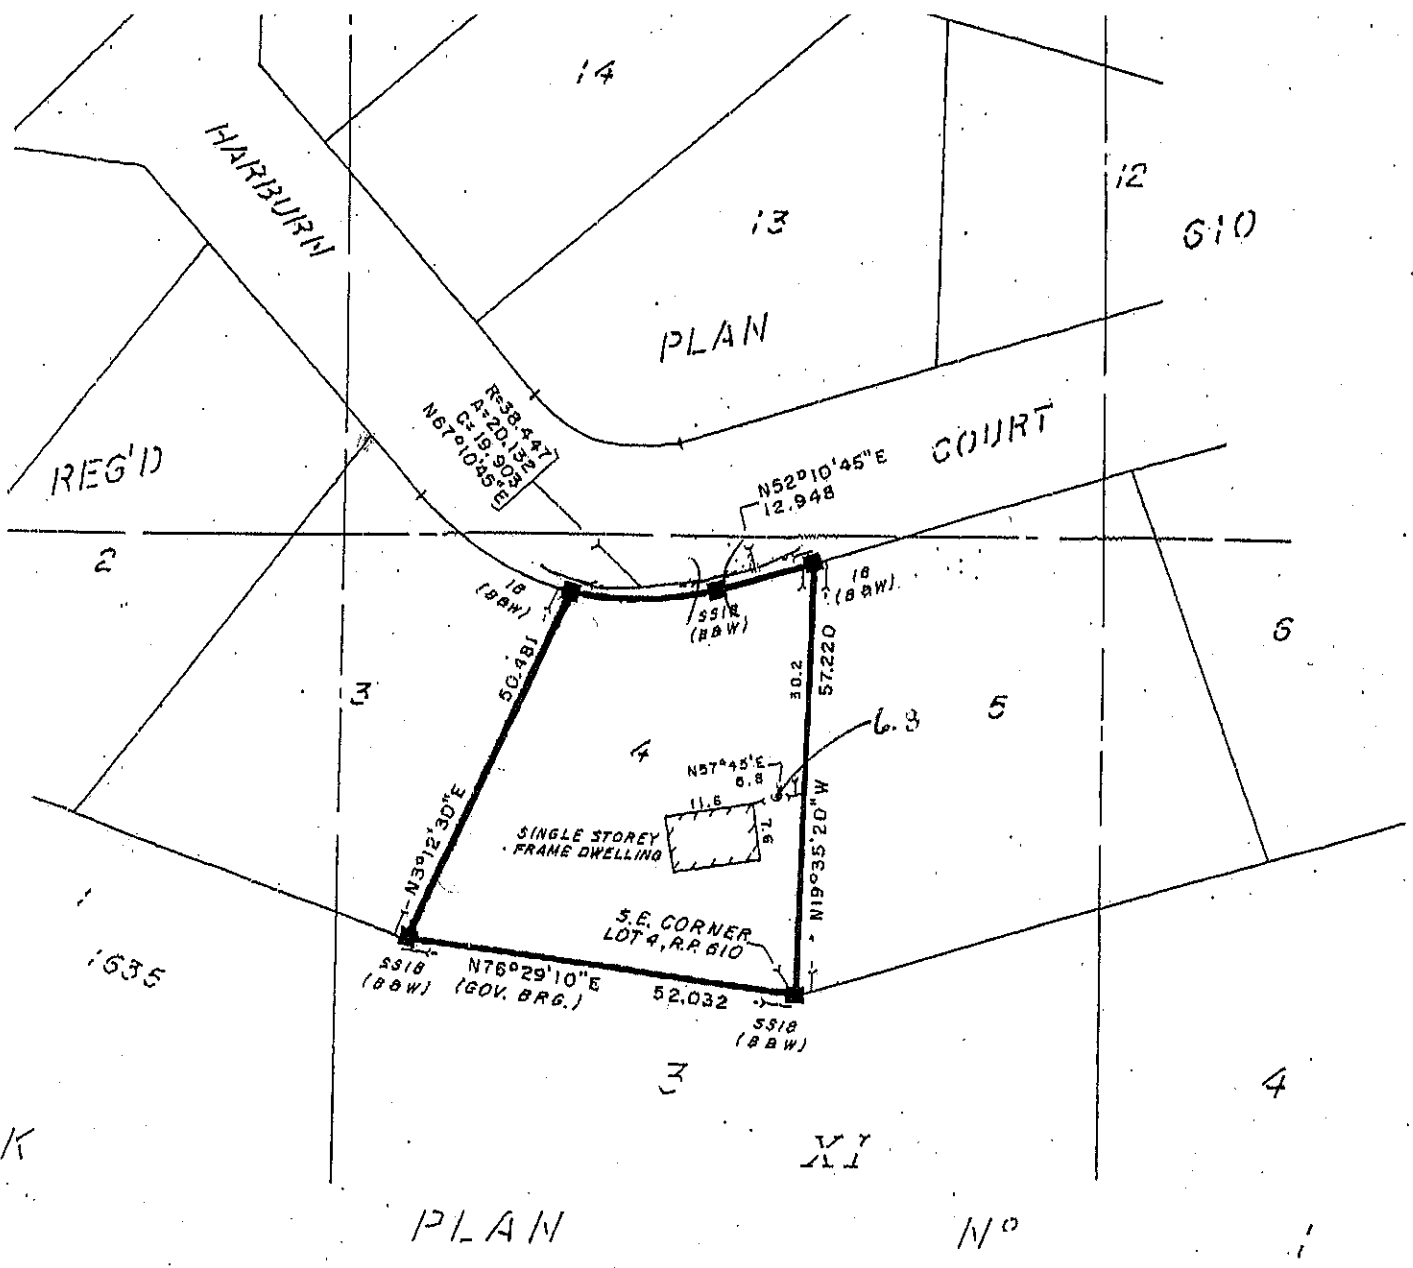 14
HARBURN
13
12
610
PLAN
REG'D
COURT
R=38.447
A=20.132
C=19.903
N67°10'45"E
N52°10'45"E
12.948
2
IB
(BBW)
SSIB
(BBW)
IB
(BBW)
3
50.481
30.2
57.220
6
5
4
6.8
N57°45'E
6.8
11.6
7.6
SINGLE STOREY
FRAME DWELLING
N3°12'30"E
N19°35'20"W
S.E. CORNER
LOT 4, R.P. 610
1635
SSIB
(BBW)
N76°29'10"E
(GOV. BRG.)
52.032
SSIB
(BBW)
3
4
K
XI
PLAN
Nº
1